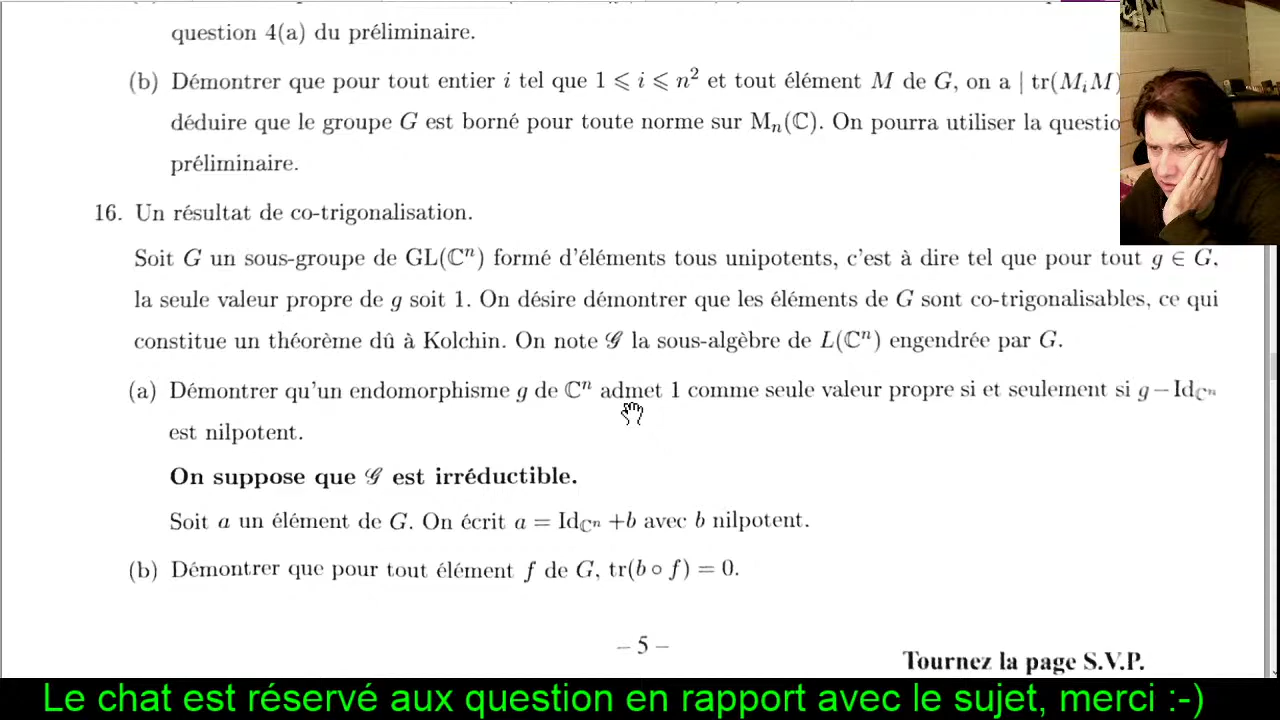 question 4(a) du préliminaire.
(b) Démontrer que pour tout entier i tel que 1 ⩽ i ⩽ n² et tout élément M de G, on a | tr(MᵢM)
déduire que le groupe G est borné pour toute norme sur Mₙ(ℂ). On pourra utiliser la
préliminaire.
16. Un résultat de co-trigonalisation.
Soit G un sous-groupe de GL(ℂⁿ) formé d'éléments tous unipotents, c'est à dire tel que pour tout g ∈ G,
la seule valeur propre de g soit 1. On désire démontrer que les éléments de G sont co-trigonalisables, ce qui
constitue un théorème dû à Kolchin. On note 𝒢 la sous-algèbre de L(ℂⁿ) engendrée par G.
(a) Démontrer qu'un endomorphisme g de ℂⁿ admet 1 comme seule valeur propre si et seulement si g − Id_ℂⁿ
est nilpotent.
On suppose que 𝒢 est irréductible.
Soit a un élément de G. On écrit a = Id_ℂⁿ + b avec b nilpotent.
(b) Démontrer que pour tout élément f de G, tr(b ∘ f) = 0.
– 5 –
Tournez la page S.V.P.
Le chat est réservé aux question en rapport avec le sujet, merci :-)